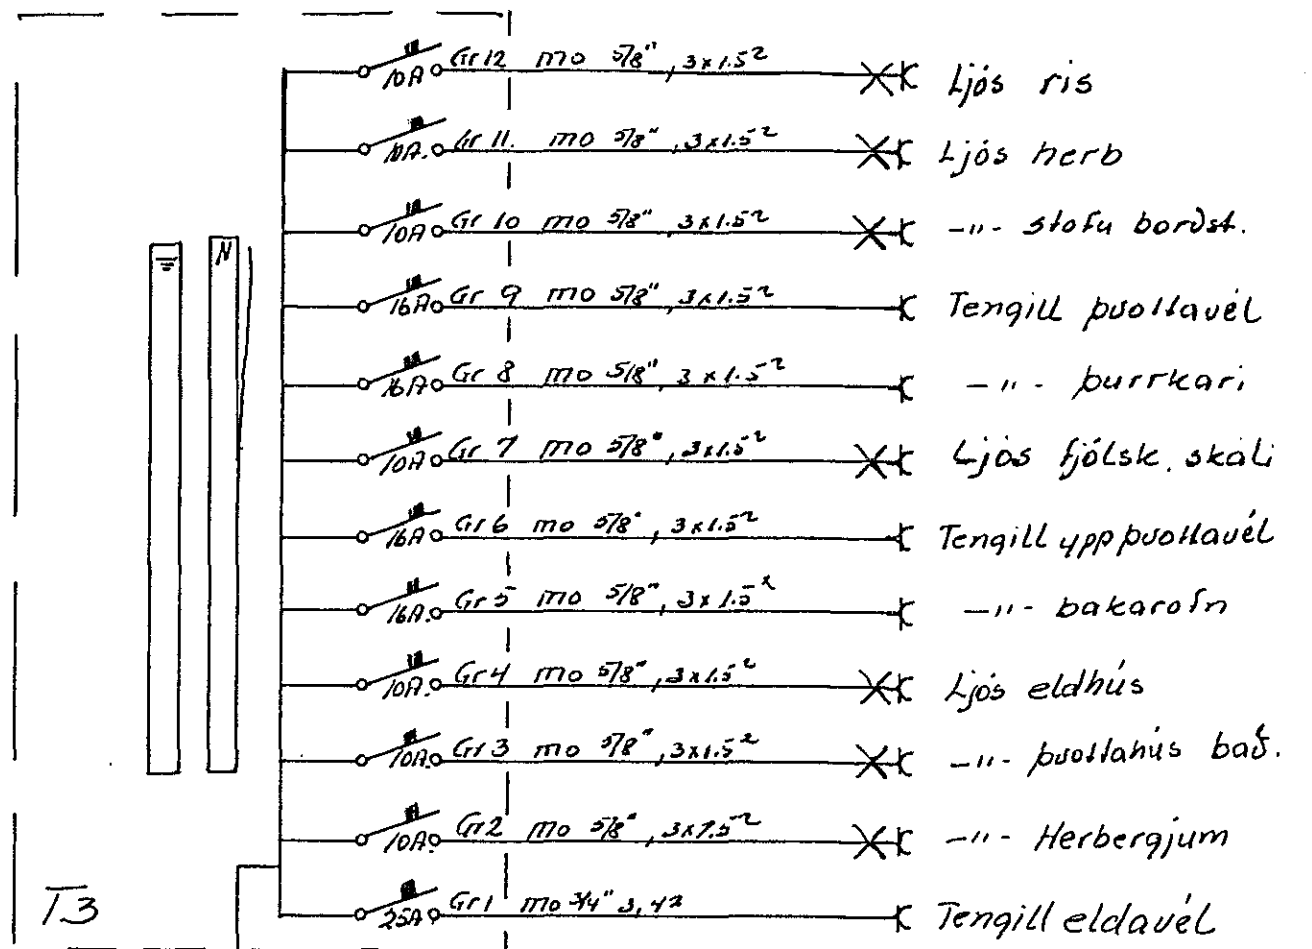 10A Gr 12 mo 5/8", 3x1.5² Ljós ris
10A. Gr 11. mo 5/8", 3x1.5² Ljós herb
10A Gr 10 mo 5/8", 3x1.5² -"- stofu bordst.
N
16A Gr 9 mo 5/8", 3x1.5² Tengill þvottavél
16A Gr 8 mo 5/8", 3x1.5² -"- þurrkari
10A Gr 7 mo 5/8", 3x1.5² Ljós fjölsk. skáli
16A Gr 6 mo 5/8", 3x1.5² Tengill uppþvottavél
16A. Gr 5 mo 5/8", 3x1.5² -"- bakarofn
10A. Gr 4 mo 5/8", 3x1.5² Ljós eldhús
10A. Gr 3 mo 5/8", 3x1.5² -"- þvottahús bað.
10A. Gr 2 mo 5/8", 3x1.5² -"- Herbergjum
25A Gr 1 mo 3/4" 3, 4² Tengill eldavél
T3